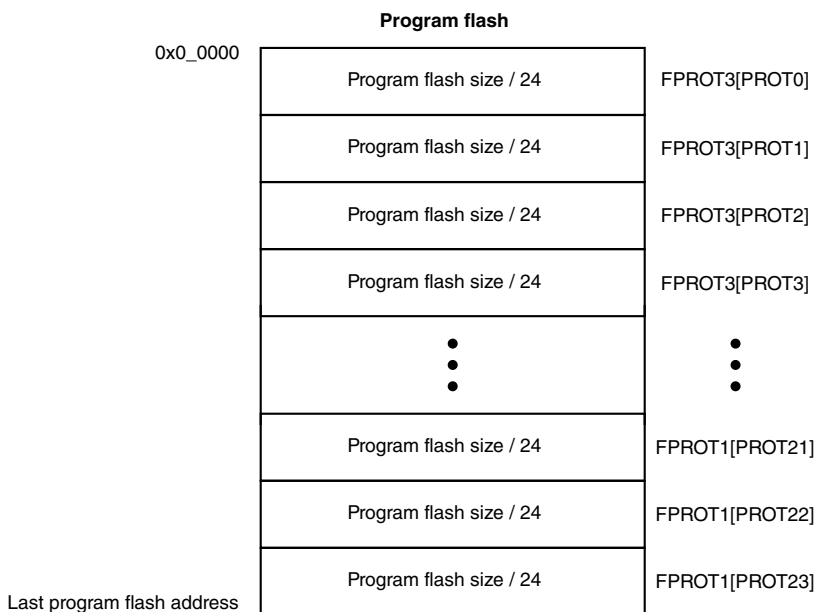 Program flash
0x0_0000
Program flash size / 24 FPROT3[PROT0]
Program flash size / 24 FPROT3[PROT1]
Program flash size / 24 FPROT3[PROT2]
Program flash size / 24 FPROT3[PROT3]
Program flash size / 24 FPROT1[PROT21]
Program flash size / 24 FPROT1[PROT22]
Program flash size / 24 FPROT1[PROT23]
Last program flash address